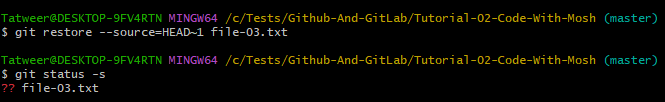 Tatweer@DESKTOP-9FV4RTN MINGW64 /c/Tests/Github-And-GitLab/Tutorial-02-Code-With-Mosh (master)
$ git restore --source=HEAD~1 file-03.txt
Tatweer@DESKTOP-9FV4RTN MINGW64 /c/Tests/Github-And-GitLab/Tutorial-02-Code-With-Mosh (master)
$ git status -s
?? file-03.txt